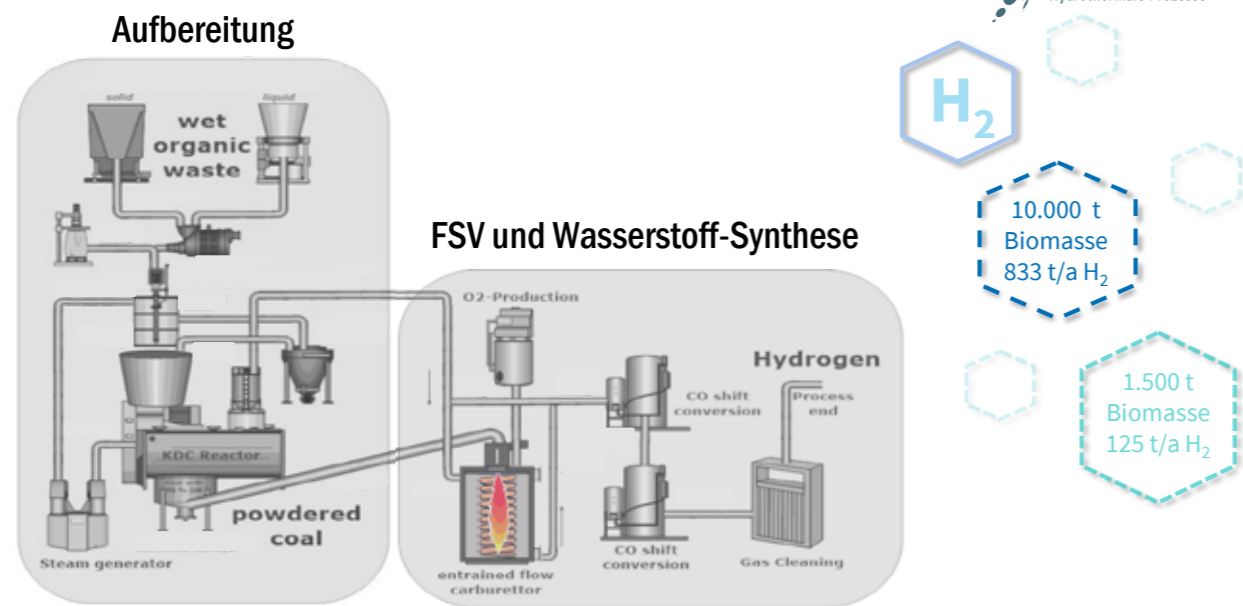 Aufbereitung
solid
liquid
wet
organic
waste
KDC Reactor
powdered
coal
Steam generator
FSV und Wasserstoff-Synthese
O2-Production
Hydrogen
Process
end
CO shift
conversion
CO shift
conversion
Gas Cleaning
entrained flow
carburettor
H₂
10.000 t
Biomasse
833 t/a H₂
1.500 t
Biomasse
125 t/a H₂